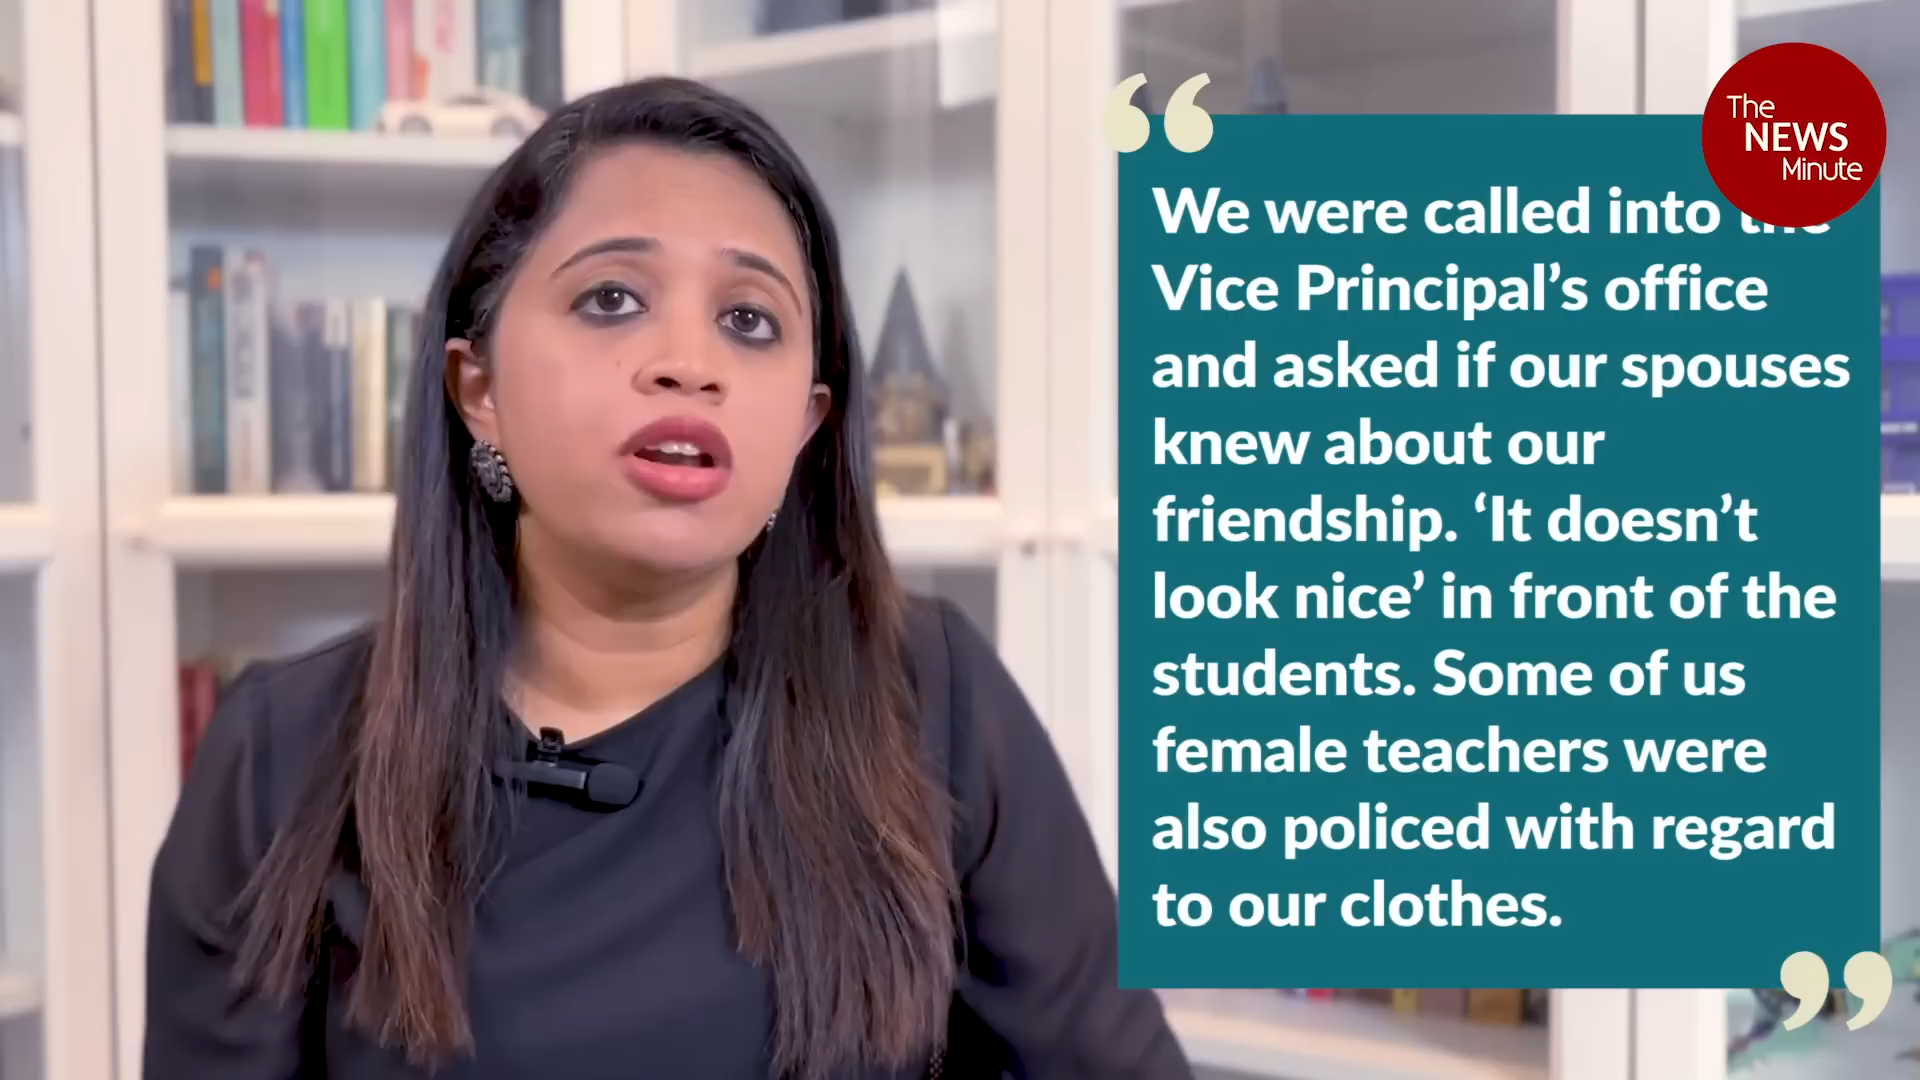 The
NEWS
Minute
“
We were called into the
Vice Principal’s office
and asked if our spouses
knew about our
friendship. ‘It doesn’t
look nice’ in front of the
students. Some of us
female teachers were
also policed with regard
to our clothes.
”